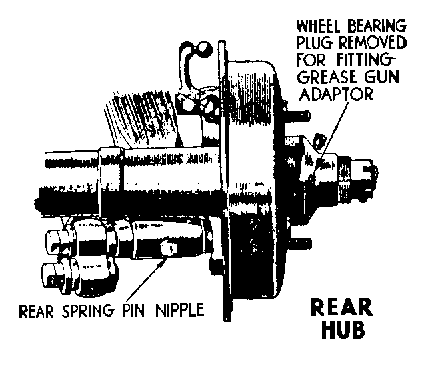 WHEEL BEARING
PLUG REMOVED
FOR FITTING
GREASE GUN
ADAPTOR
REAR SPRING PIN NIPPLE
REAR
HUB